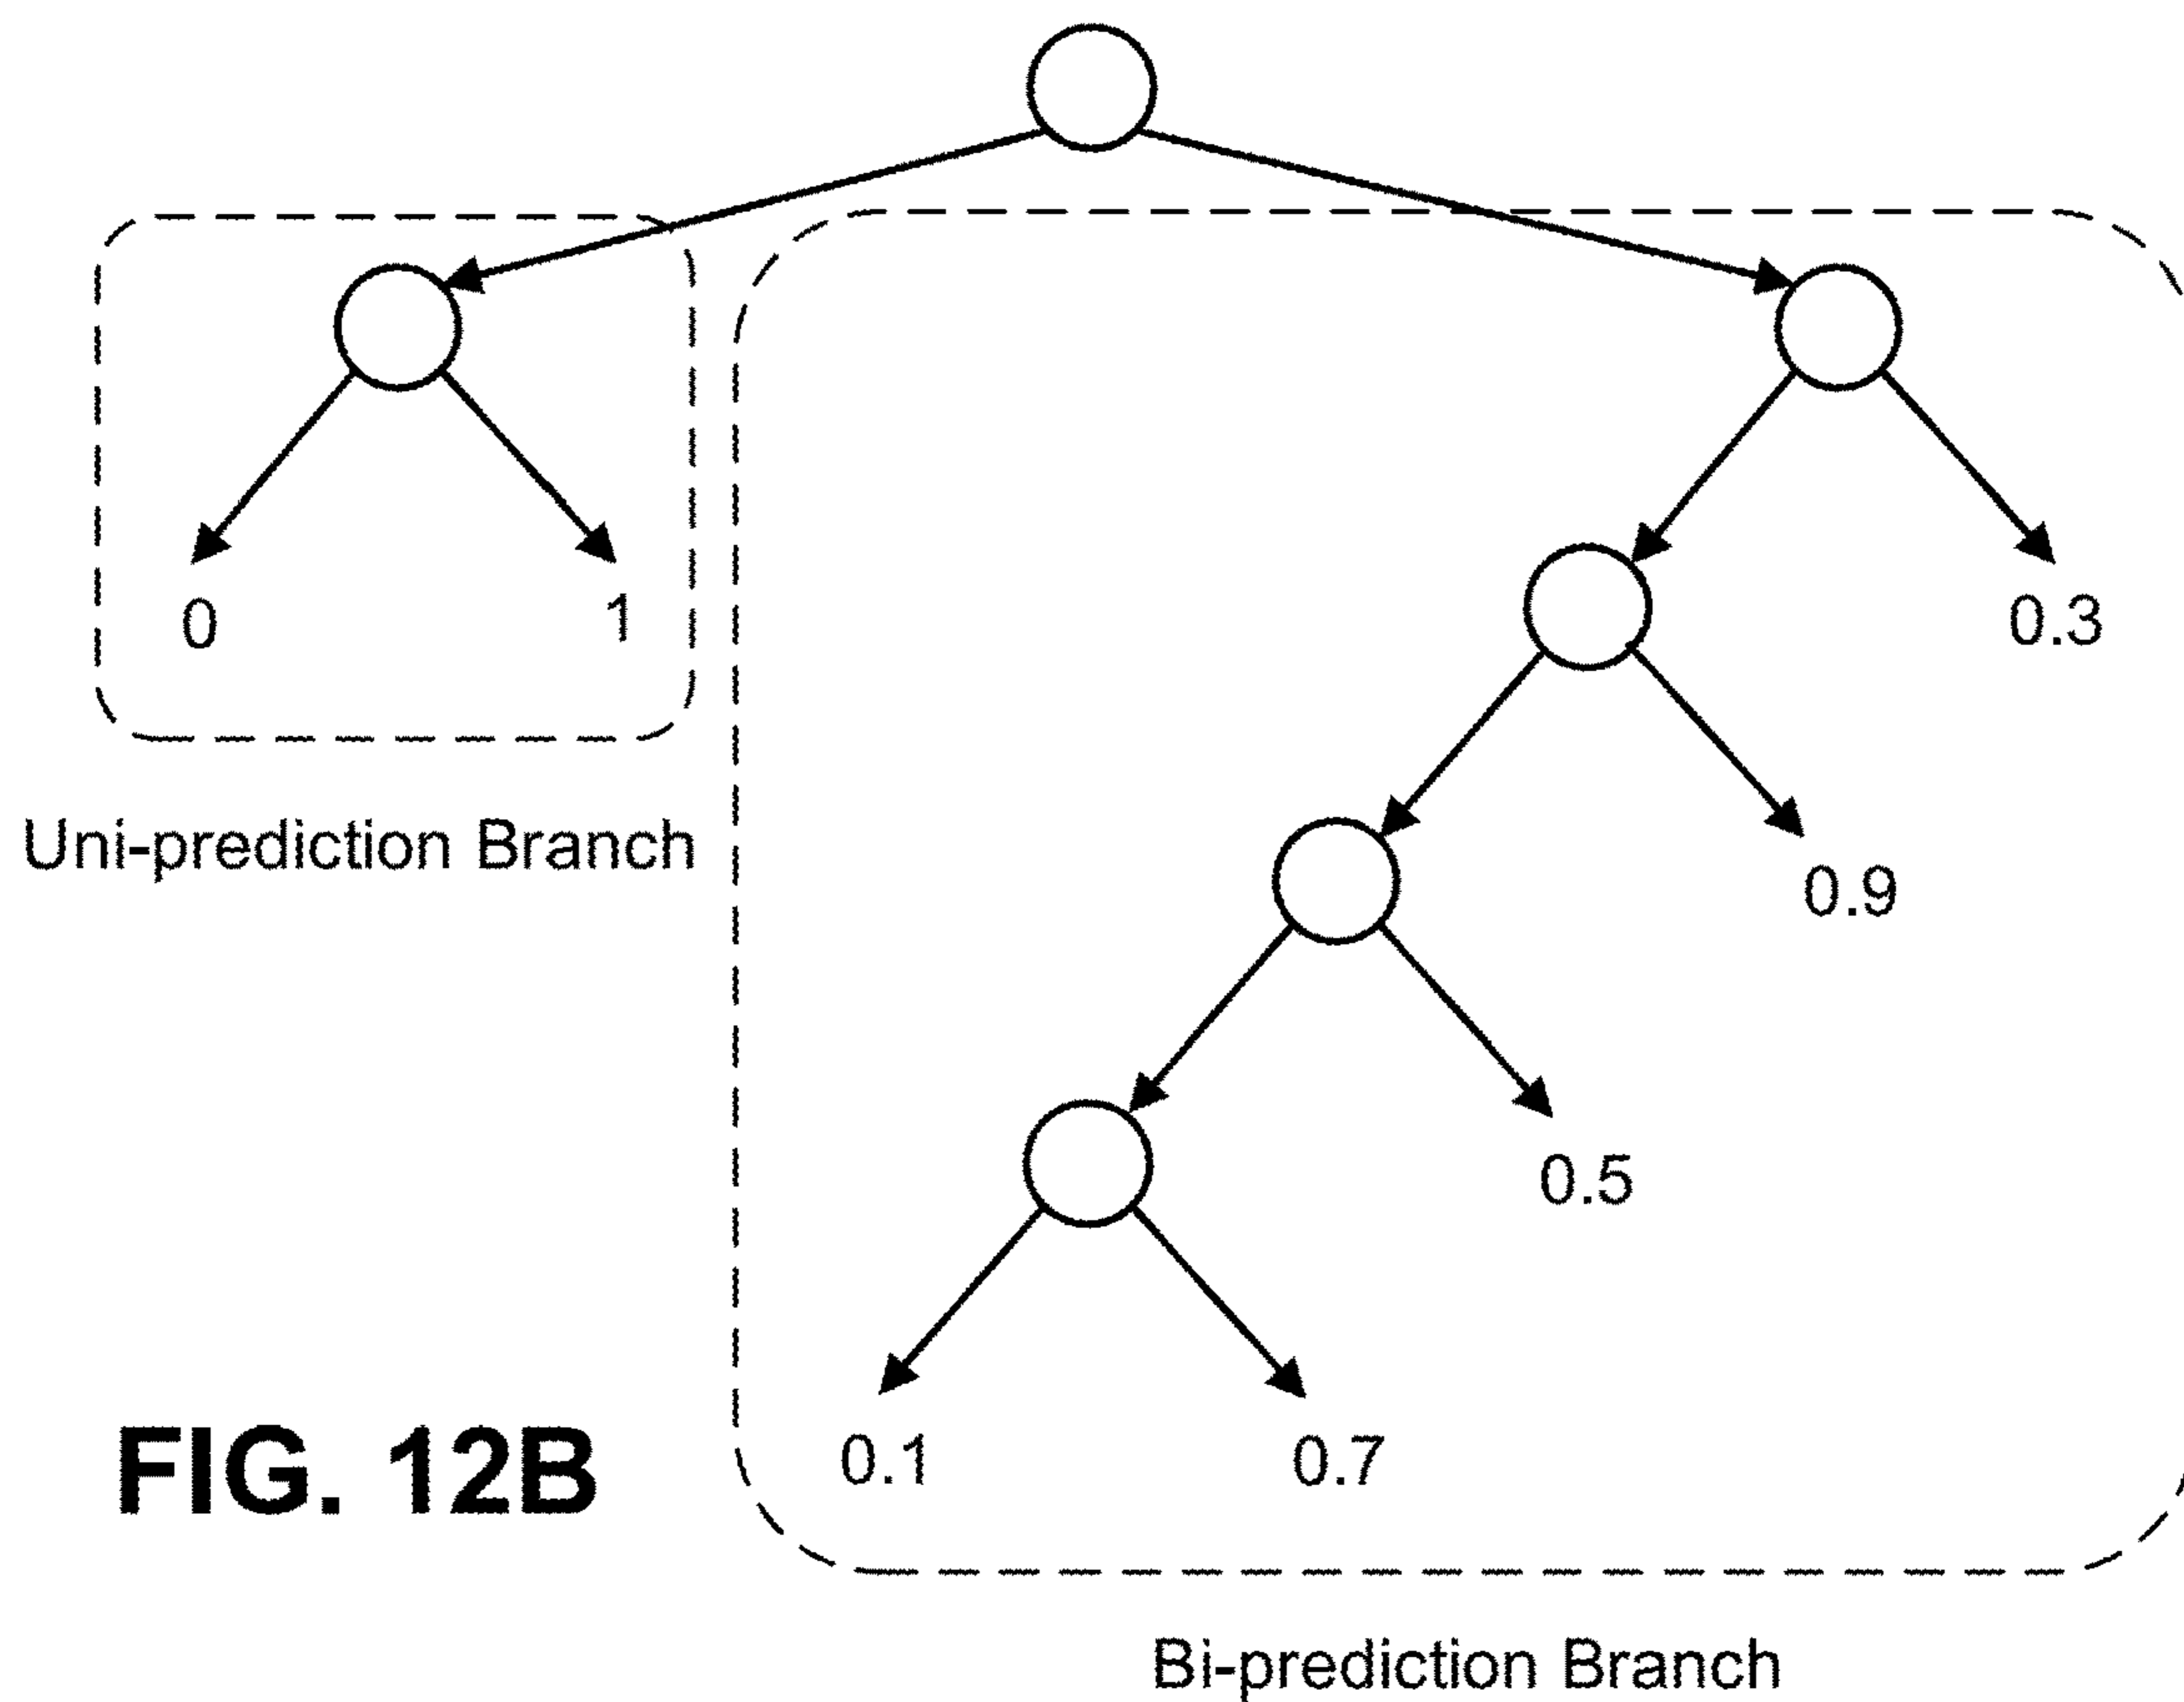 0 1 0.3
Uni-prediction Branch
0.9
0.5
0.1 0.7
FIG. 12B
Bi-prediction Branch